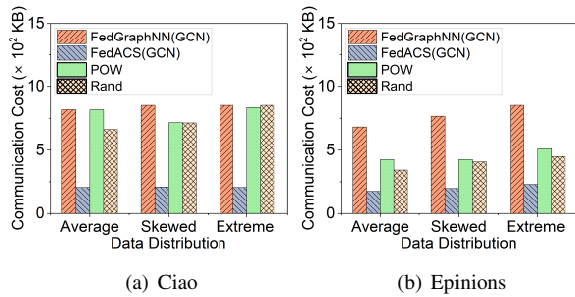 Communication Cost (× 10² KB)
15
10
5
0
FedGraphNN(GCN)
FedACS(GCN)
POW
Rand
Average Skewed Extreme
Data Distribution
(a) Ciao
Communication Cost (× 10² KB)
15
10
5
0
FedGraphNN(GCN)
FedACS(GCN)
POW
Rand
Average Skewed Extreme
Data Distribution
(b) Epinions